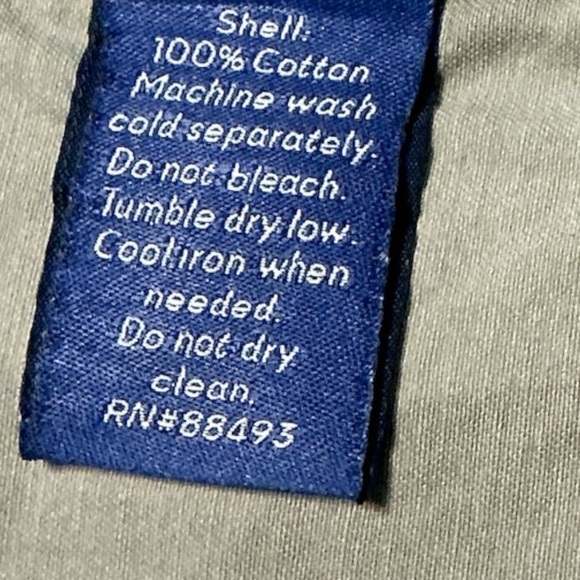 Shell:
100% Cotton
Machine wash
cold separately.
Do not bleach.
Tumble dry low.
Cool iron when
needed.
Do not dry
clean.
RN#88493